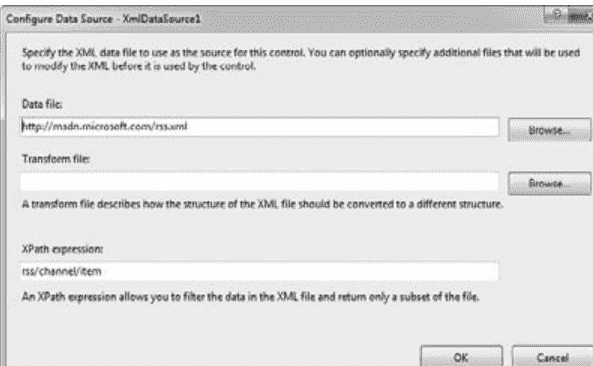 Configure Data Source - XmlDataSource1
Specify the XML data file to use as the source for this control. You can optionally specify additional files that will be used
to modify the XML before it is used by the control.
Data file:
http://msdn.microsoft.com/rss.xml
Browse...
Transform file:
Browse...
A transform file describes how the structure of the XML file should be converted to a different structure.
XPath expression:
rss/channel/item
An XPath expression allows you to filter the data in the XML file and return only a subset of the file.
OK
Cancel